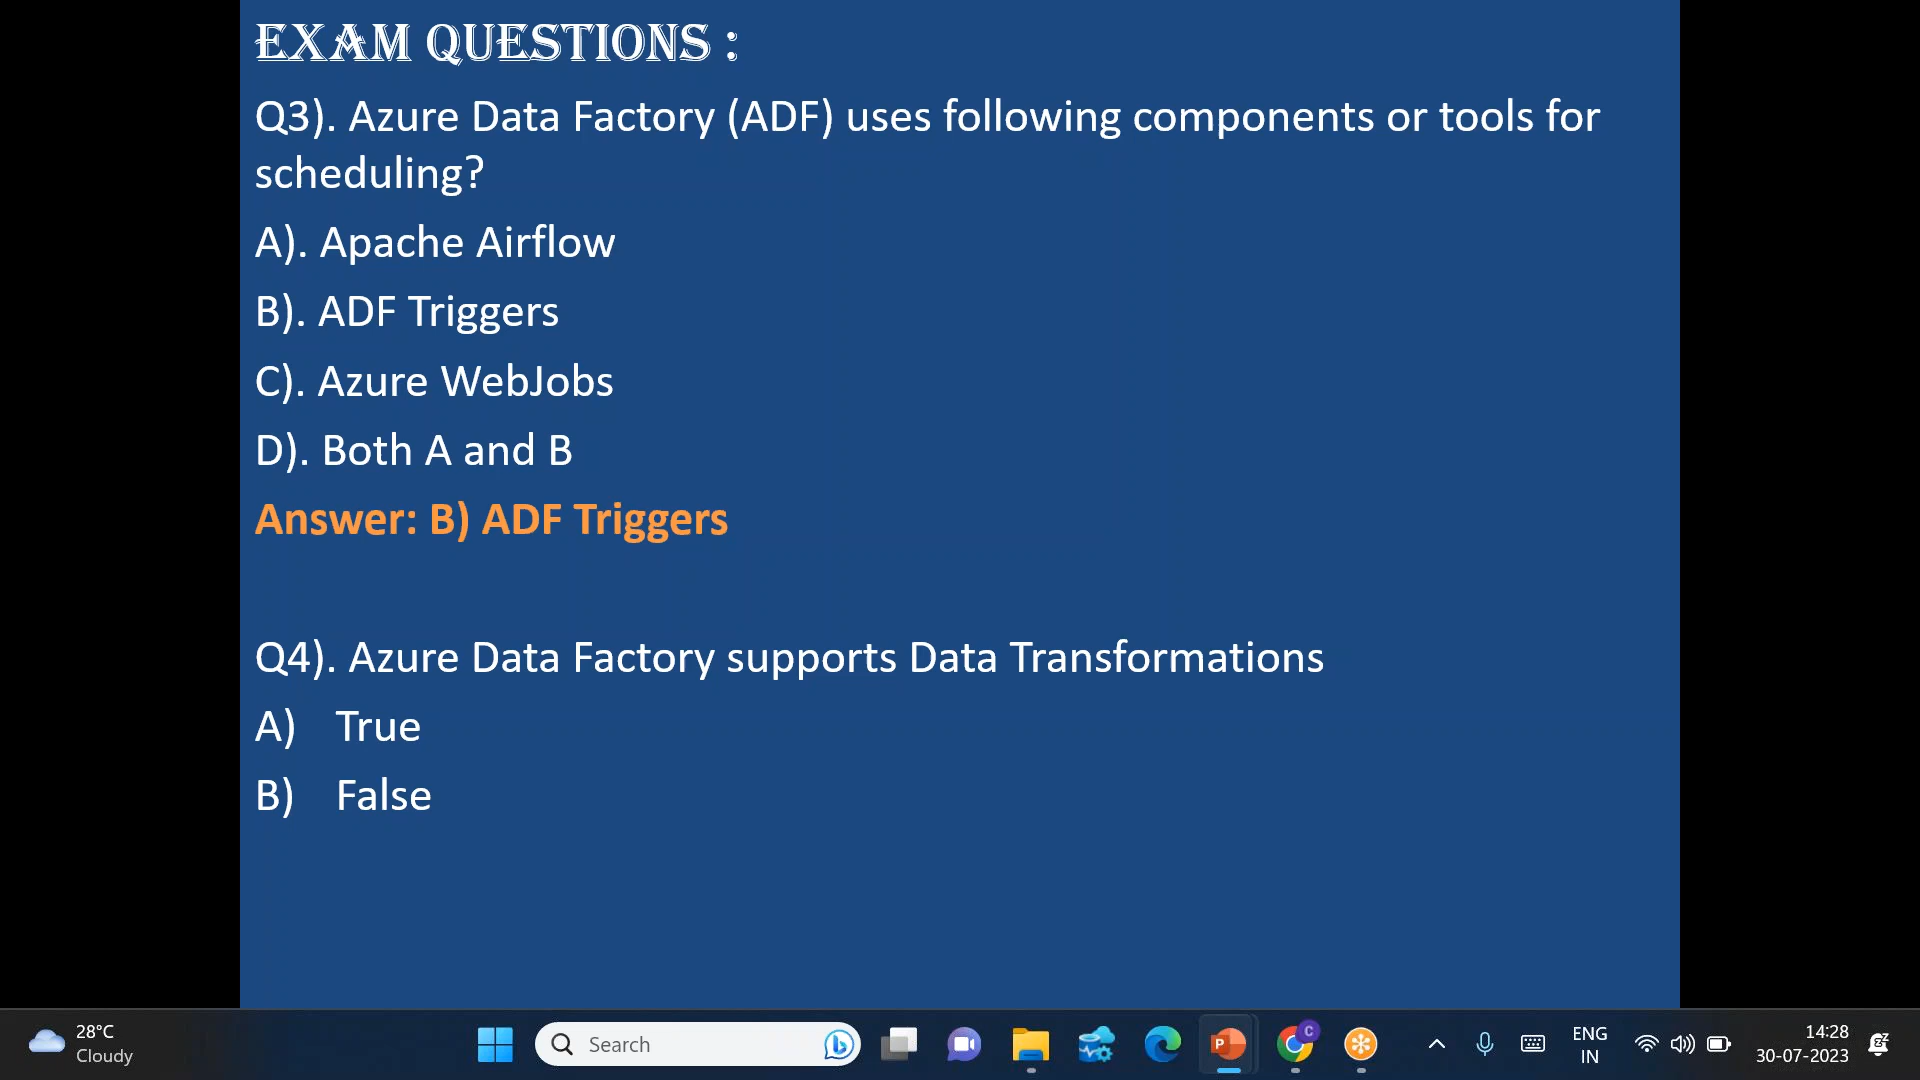 EXAM QUESTIONS :
Q3). Azure Data Factory (ADF) uses following components or tools for
scheduling?
A). Apache Airflow
B). ADF Triggers
C). Azure WebJobs
D). Both A and B
Answer: B) ADF Triggers
Q4). Azure Data Factory supports Data Transformations
A) True
B) False
28°C
Cloudy
Search
P
C
ENG
IN
14:28
30-07-2023